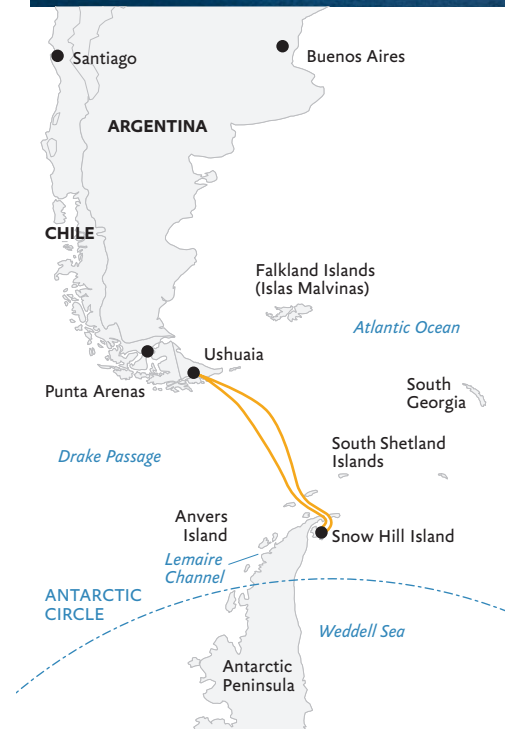 Santiago
Buenos Aires
ARGENTINA
CHILE
Falkland Islands
(Islas Malvinas)
Atlantic Ocean
Ushuaia
Punta Arenas
South
Georgia
Drake Passage
South Shetland
Islands
Anvers
Island
Snow Hill Island
Lemaire
Channel
ANTARCTIC
CIRCLE
Weddell Sea
Antarctic
Peninsula